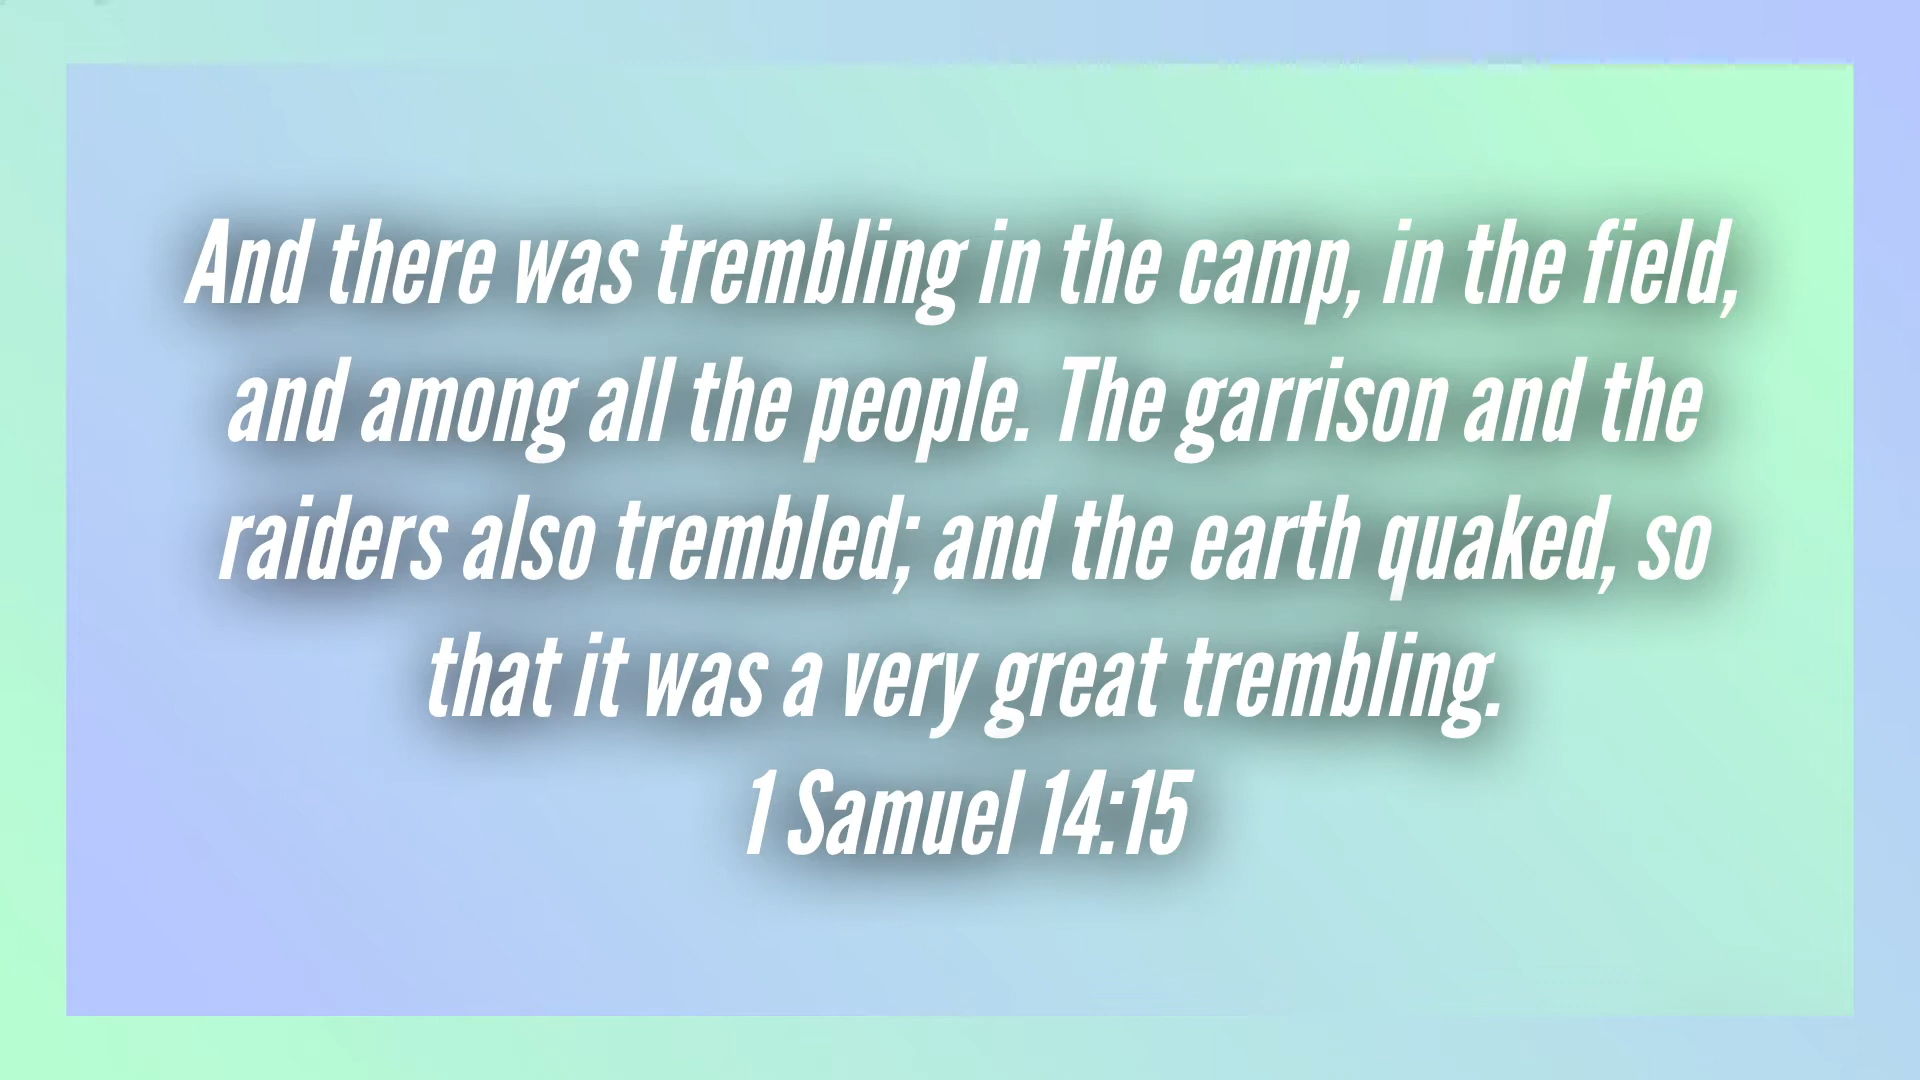 And there was trembling in the camp, in the field,
and among all the people. The garrison and the
raiders also trembled; and the earth quaked, so
that it was a very great trembling.
1 Samuel 14:15